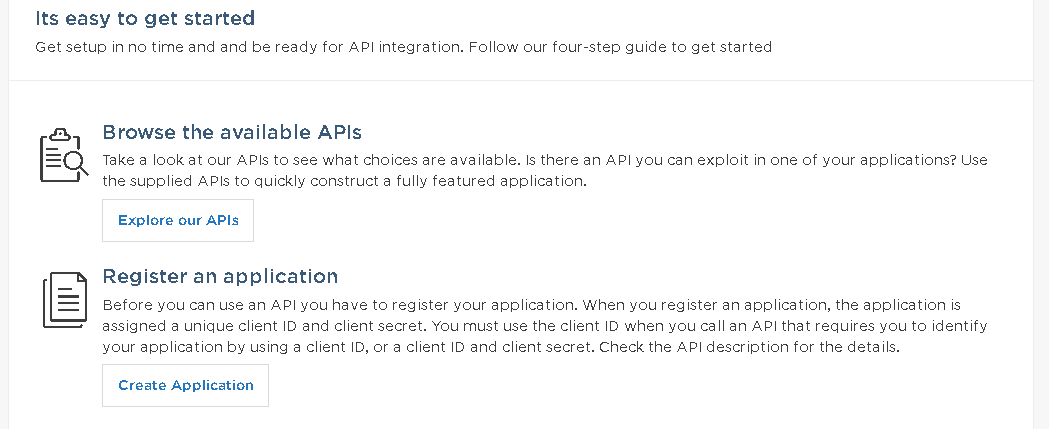 Its easy to get started
Get setup in no time and and be ready for API integration. Follow our four-step guide to get started
Browse the available APIs
Take a look at our APIs to see what choices are available. Is there an API you can exploit in one of your applications? Use
the supplied APIs to quickly construct a fully featured application.
Explore our APIs
Register an application
Before you can use an API you have to register your application. When you register an application, the application is
assigned a unique client ID and client secret. You must use the client ID when you call an API that requires you to identify
your application by using a client ID, or a client ID and client secret. Check the API description for the details.
Create Application